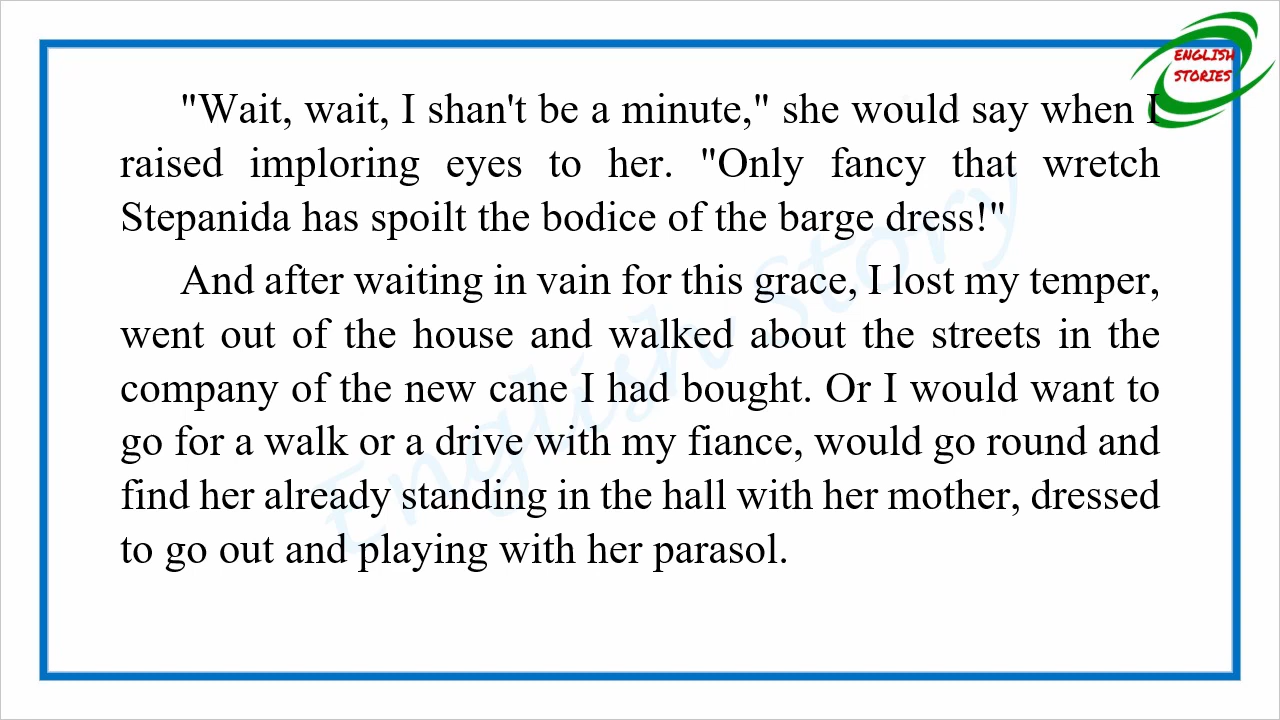 ENGLISH
STORIES
"Wait, wait, I shan't be a minute," she would say when I
raised imploring eyes to her. "Only fancy that wretch
Stepanida has spoilt the bodice of the barge dress!"
And after waiting in vain for this grace, I lost my temper,
went out of the house and walked about the streets in the
company of the new cane I had bought. Or I would want to
go for a walk or a drive with my fiance, would go round and
find her already standing in the hall with her mother, dressed
to go out and playing with her parasol.
English Story